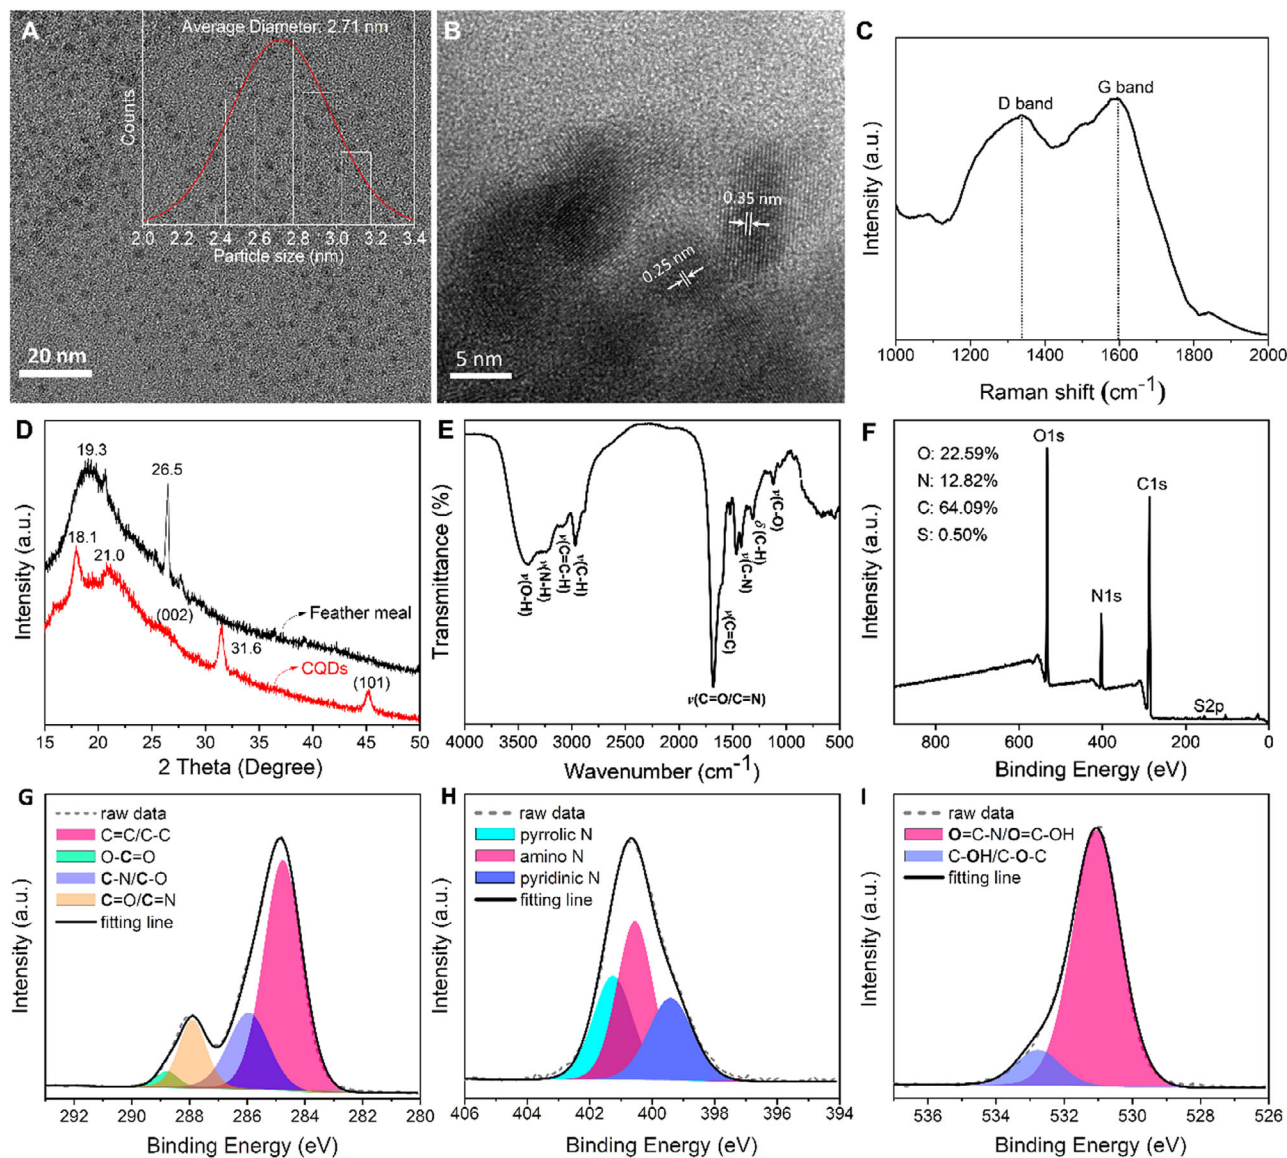 A
Average Diameter: 2.71 nm
Counts
2.0 2.2 2.4 2.6 2.8 3.0 3.2 3.4
Particle size (nm)
20 nm
B
0.35 nm
0.25 nm
5 nm
C
D band
G band
Intensity (a.u.)
1000 1200 1400 1600 1800 2000
Raman shift (cm⁻¹)
D
19.3
26.5
18.1
21.0
(002)
Feather meal
31.6
CQDs
(101)
Intensity (a.u.)
15 20 25 30 35 40 45 50
2 Theta (Degree)
E
ν(O-H)
ν(N-H)
ν(C=C-H)
ν(C-H)
ν(C=O/C=N)
ν(C=C)
ν(C-N)
δ(C-H)
ν(C-O)
Transmittance (%)
4000 3500 3000 2500 2000 1500 1000 500
Wavenumber (cm⁻¹)
F
O: 22.59%
N: 12.82%
C: 64.09%
S: 0.50%
O1s
N1s
C1s
S2p
Intensity (a.u.)
800 600 400 200 0
Binding Energy (eV)
G
raw data
C=C/C-C
O-C=O
C-N/C-O
C=O/C=N
fitting line
Intensity (a.u.)
292 290 288 286 284 282 280
Binding Energy (eV)
H
raw data
pyrrolic N
amino N
pyridinic N
fitting line
Intensity (a.u.)
406 404 402 400 398 396 394
Binding Energy (eV)
I
raw data
O=C-N/O=C-OH
C-OH/C-O-C
fitting line
Intensity (a.u.)
536 534 532 530 528 526
Binding Energy (eV)